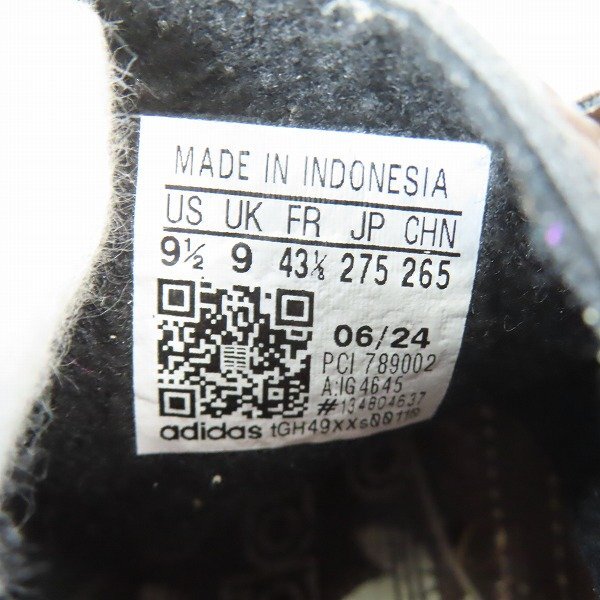 MADE IN INDONESIA
US UK FR JP CHN
9½ 9 43⅓ 275 265
06/24
PCI 789002
A:IG4645
#134804637
adidas